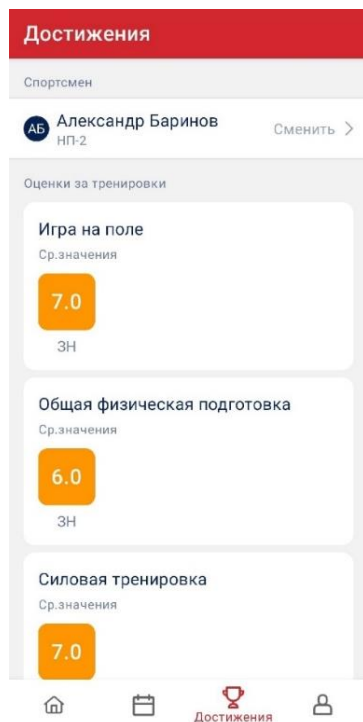 Достижения
Спортсмен
АБ
Александр Баринов
НП-2
Сменить
Оценки за тренировки
Игра на поле
Ср.значения
7.0
ЗН
Общая физическая подготовка
Ср.значения
6.0
ЗН
Силовая тренировка
Ср.значения
7.0
Достижения